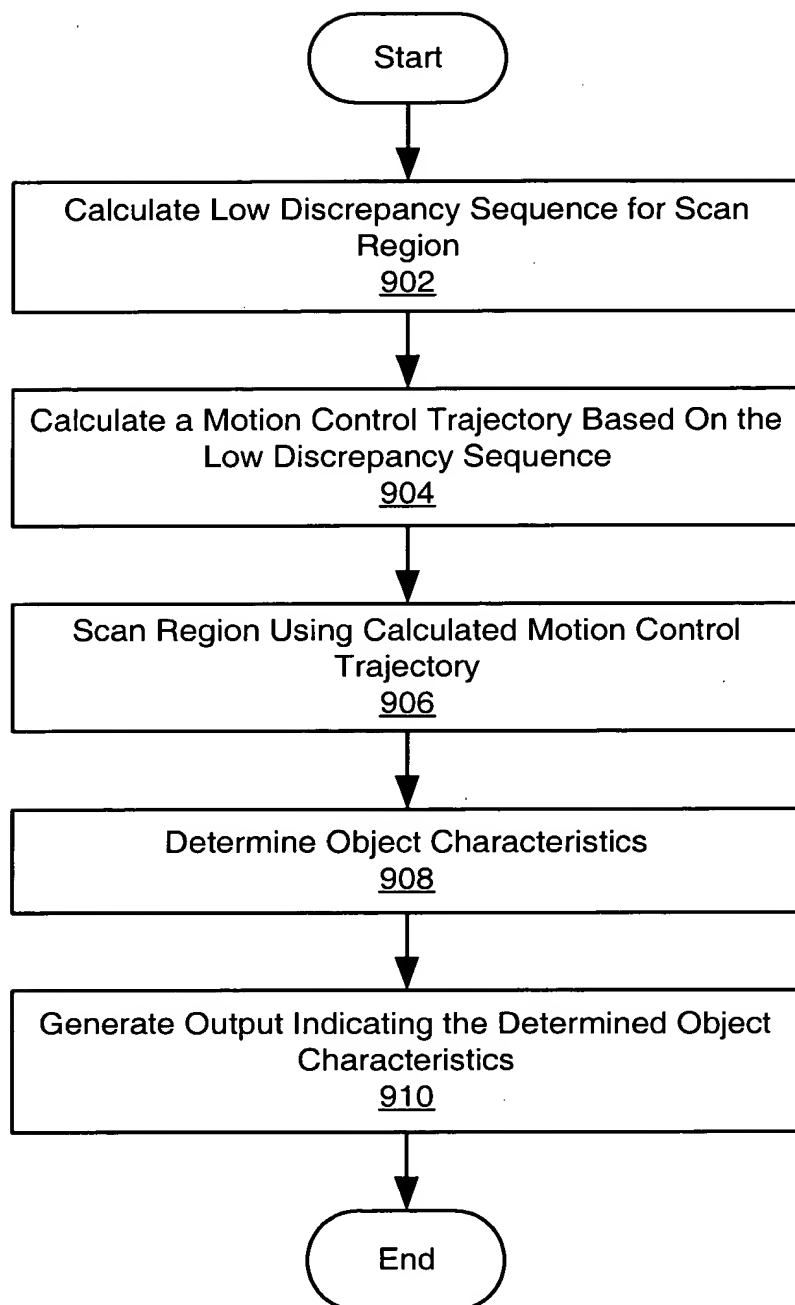 Start
Calculate Low Discrepancy Sequence for Scan
Region
902
Calculate a Motion Control Trajectory Based On the
Low Discrepancy Sequence
904
Scan Region Using Calculated Motion Control
Trajectory
906
Determine Object Characteristics
908
Generate Output Indicating the Determined Object
Characteristics
910
End